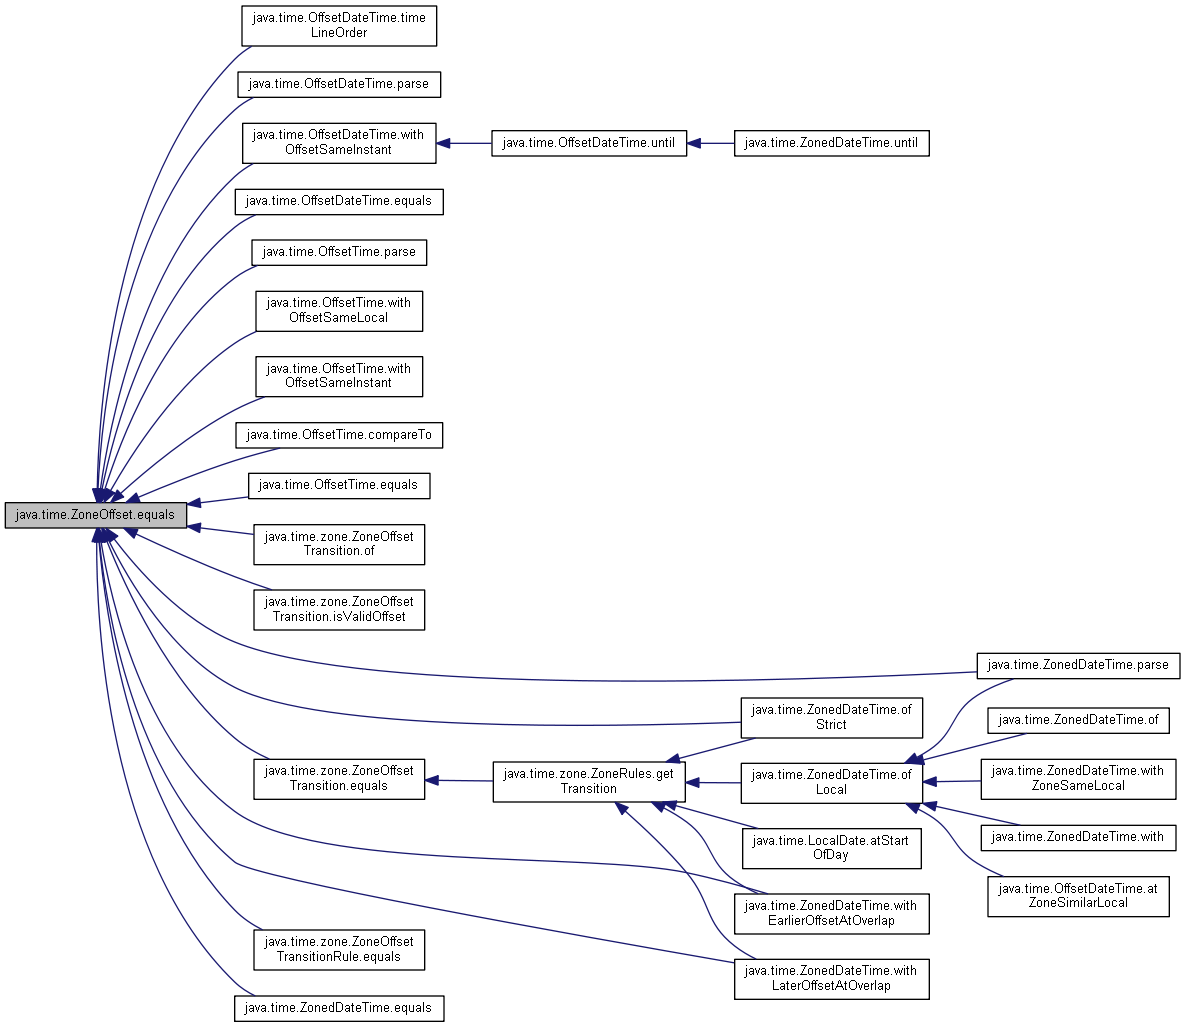 java.time.OffsetDateTime.time
LineOrder
java.time.OffsetDateTime.parse
java.time.OffsetDateTime.with
OffsetSameInstant
java.time.OffsetDateTime.until
java.time.ZonedDateTime.until
java.time.OffsetDateTime.equals
java.time.OffsetTime.parse
java.time.OffsetTime.with
OffsetSameLocal
java.time.OffsetTime.with
OffsetSameInstant
java.time.OffsetTime.compareTo
java.time.OffsetTime.equals
java.time.ZoneOffset.equals
java.time.zone.ZoneOffset
Transition.of
java.time.zone.ZoneOffset
Transition.isValidOffset
java.time.ZonedDateTime.parse
java.time.ZonedDateTime.of
Strict
java.time.ZonedDateTime.of
java.time.zone.ZoneOffset
Transition.equals
java.time.zone.ZoneRules.get
Transition
java.time.ZonedDateTime.of
Local
java.time.ZonedDateTime.with
ZoneSameLocal
java.time.LocalDate.atStart
OfDay
java.time.ZonedDateTime.with
java.time.OffsetDateTime.at
ZoneSimilarLocal
java.time.ZonedDateTime.with
EarlierOffsetAtOverlap
java.time.zone.ZoneOffset
TransitionRule.equals
java.time.ZonedDateTime.with
LaterOffsetAtOverlap
java.time.ZonedDateTime.equals